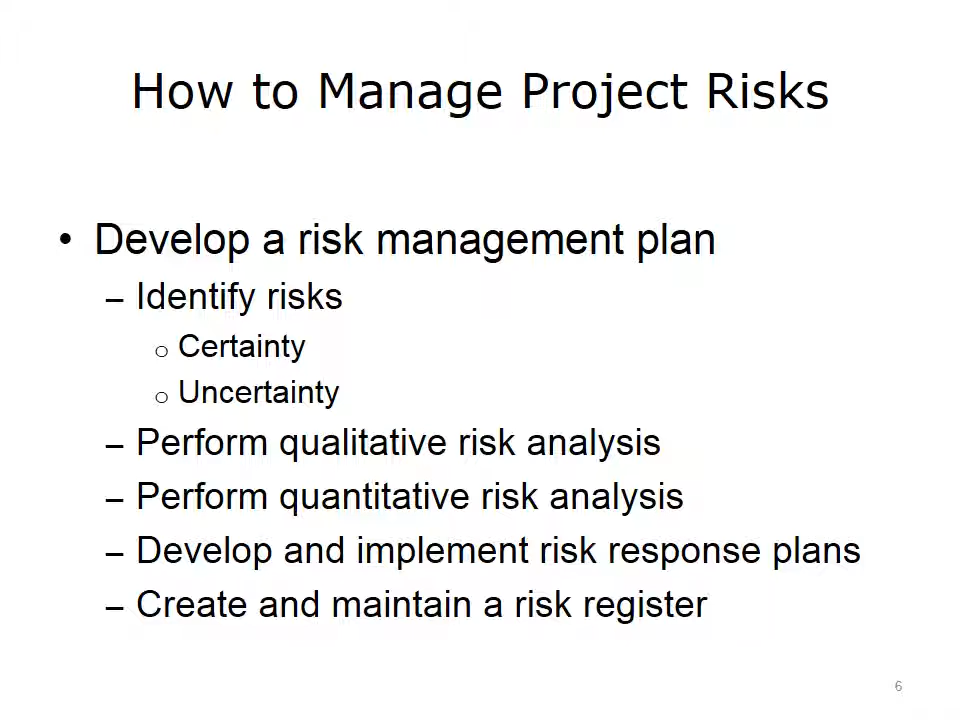 How to Manage Project Risks
• Develop a risk management plan
– Identify risks
o Certainty
o Uncertainty
– Perform qualitative risk analysis
– Perform quantitative risk analysis
– Develop and implement risk response plans
– Create and maintain a risk register
6